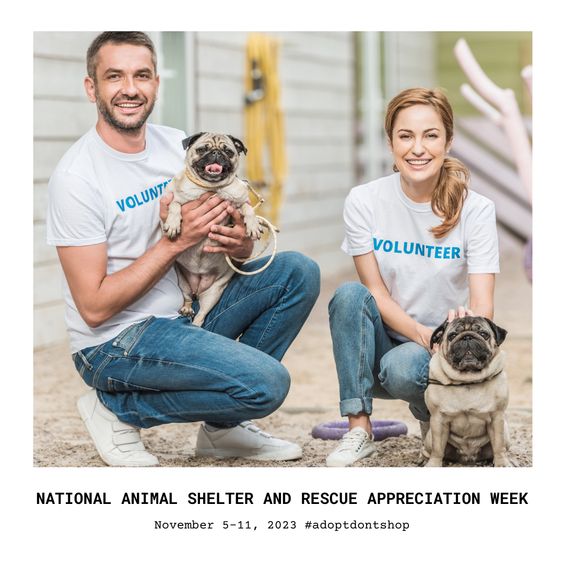 VOLUNTEER
VOLUNTEER
NATIONAL ANIMAL SHELTER AND RESCUE APPRECIATION WEEK
November 5-11, 2023 #adoptdontshop